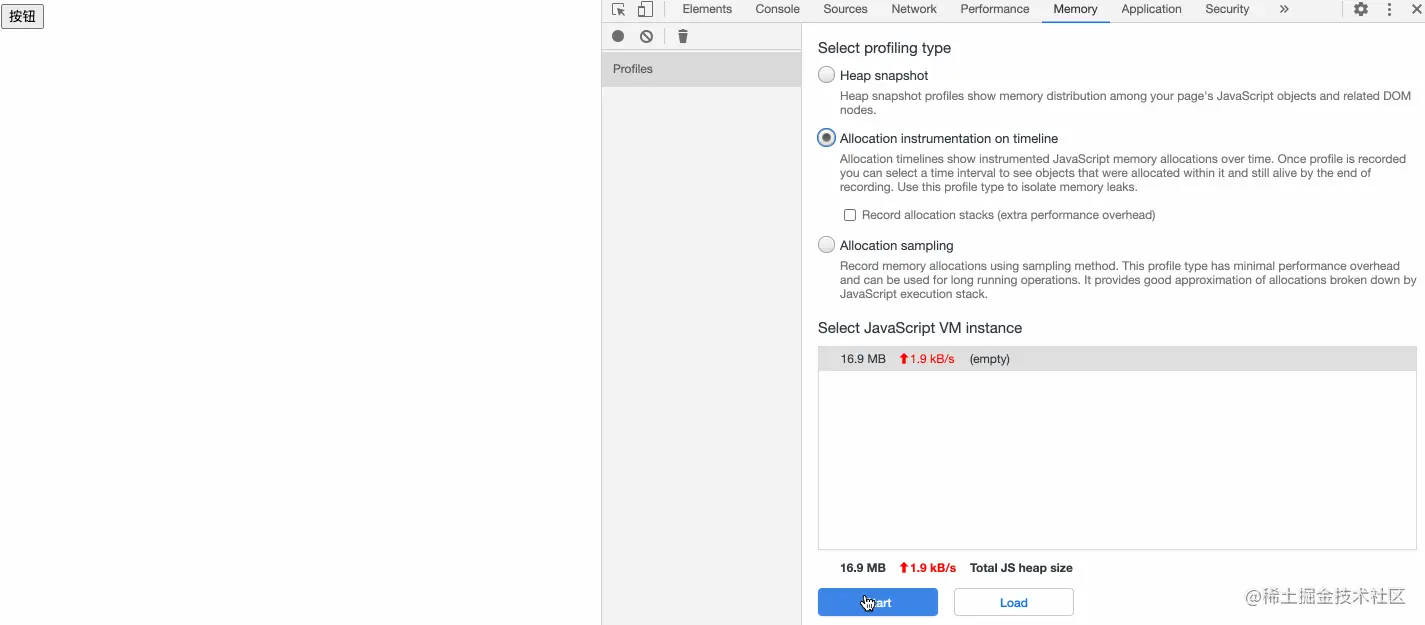 按钮
Elements Console Sources Network Performance Memory Application Security »
Profiles
Select profiling type
Heap snapshot
Heap snapshot profiles show memory distribution among your page's JavaScript objects and related DOM
nodes.
Allocation instrumentation on timeline
Allocation timelines show instrumented JavaScript memory allocations over time. Once profile is recorded
you can select a time interval to see objects that were allocated within it and still alive by the end of
recording. Use this profile type to isolate memory leaks.
Record allocation stacks (extra performance overhead)
Allocation sampling
Record memory allocations using sampling method. This profile type has minimal performance overhead
and can be used for long running operations. It provides good approximation of allocations broken down by
JavaScript execution stack.
Select JavaScript VM instance
16.9 MB 1.9 kB/s (empty)
16.9 MB 1.9 kB/s Total JS heap size
Load
@稀土掘金技术社区